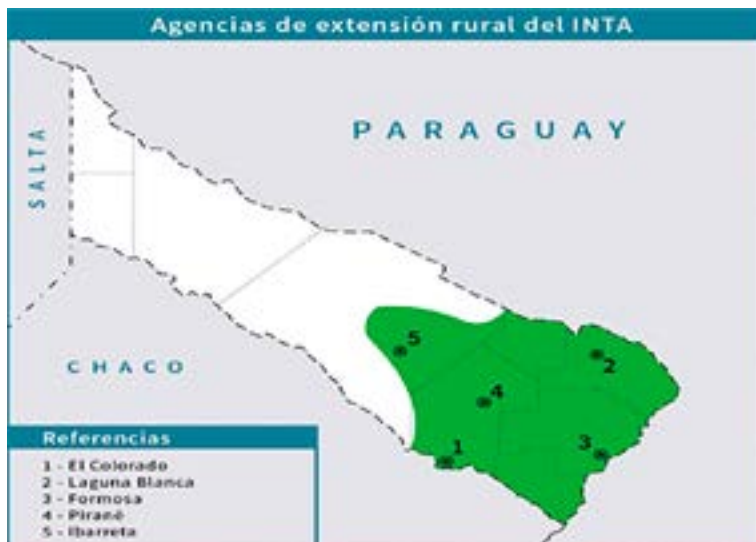 Agencias de extensión rural del INTA
PARAGUAY
SALTA
CHACO
5
2
4
1
3
Referencias
1 - El Colorado
2 - Laguna Blanca
3 - Formosa
4 - Pirané
5 - Ibarreta